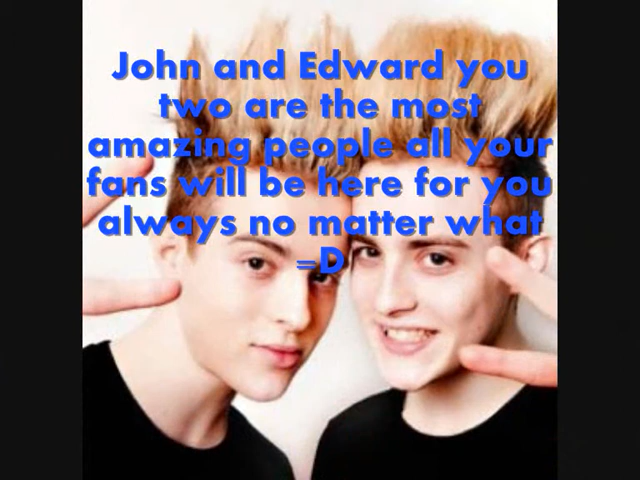 John and Edward you
two are the most
amazing people all your
fans will be here for you
always no matter what
=D